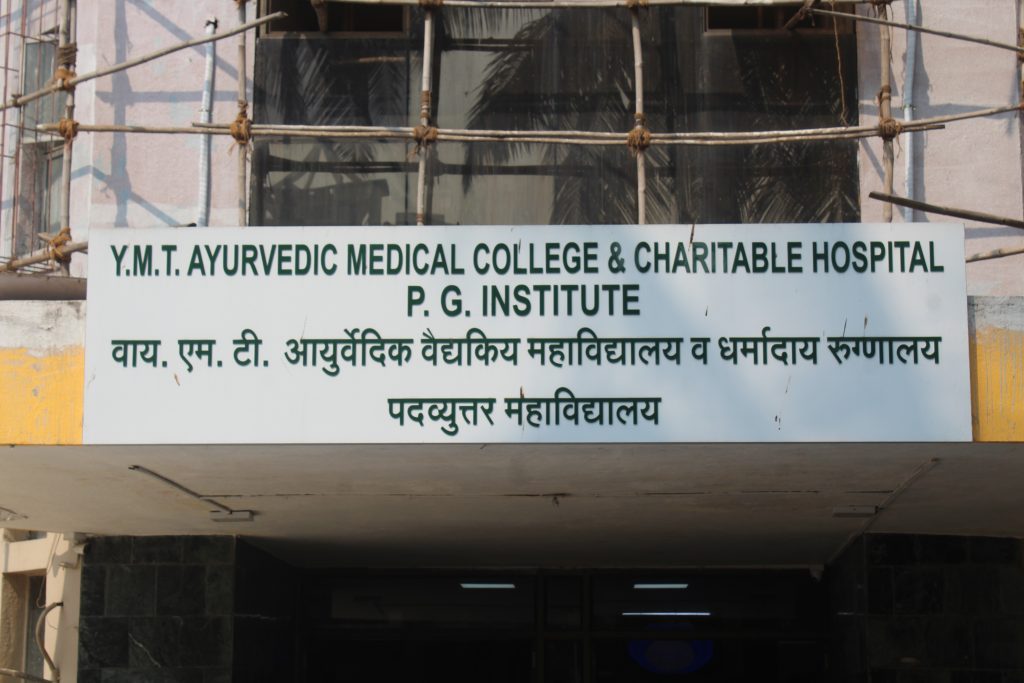 Y.M.T. AYURVEDIC MEDICAL COLLEGE & CHARITABLE HOSPITAL
P. G. INSTITUTE
वाय. एम. टी. आयुर्वेदिक वैद्यकिय महाविद्यालय व धर्मादाय रुग्णालय
पदव्युत्तर महाविद्यालय